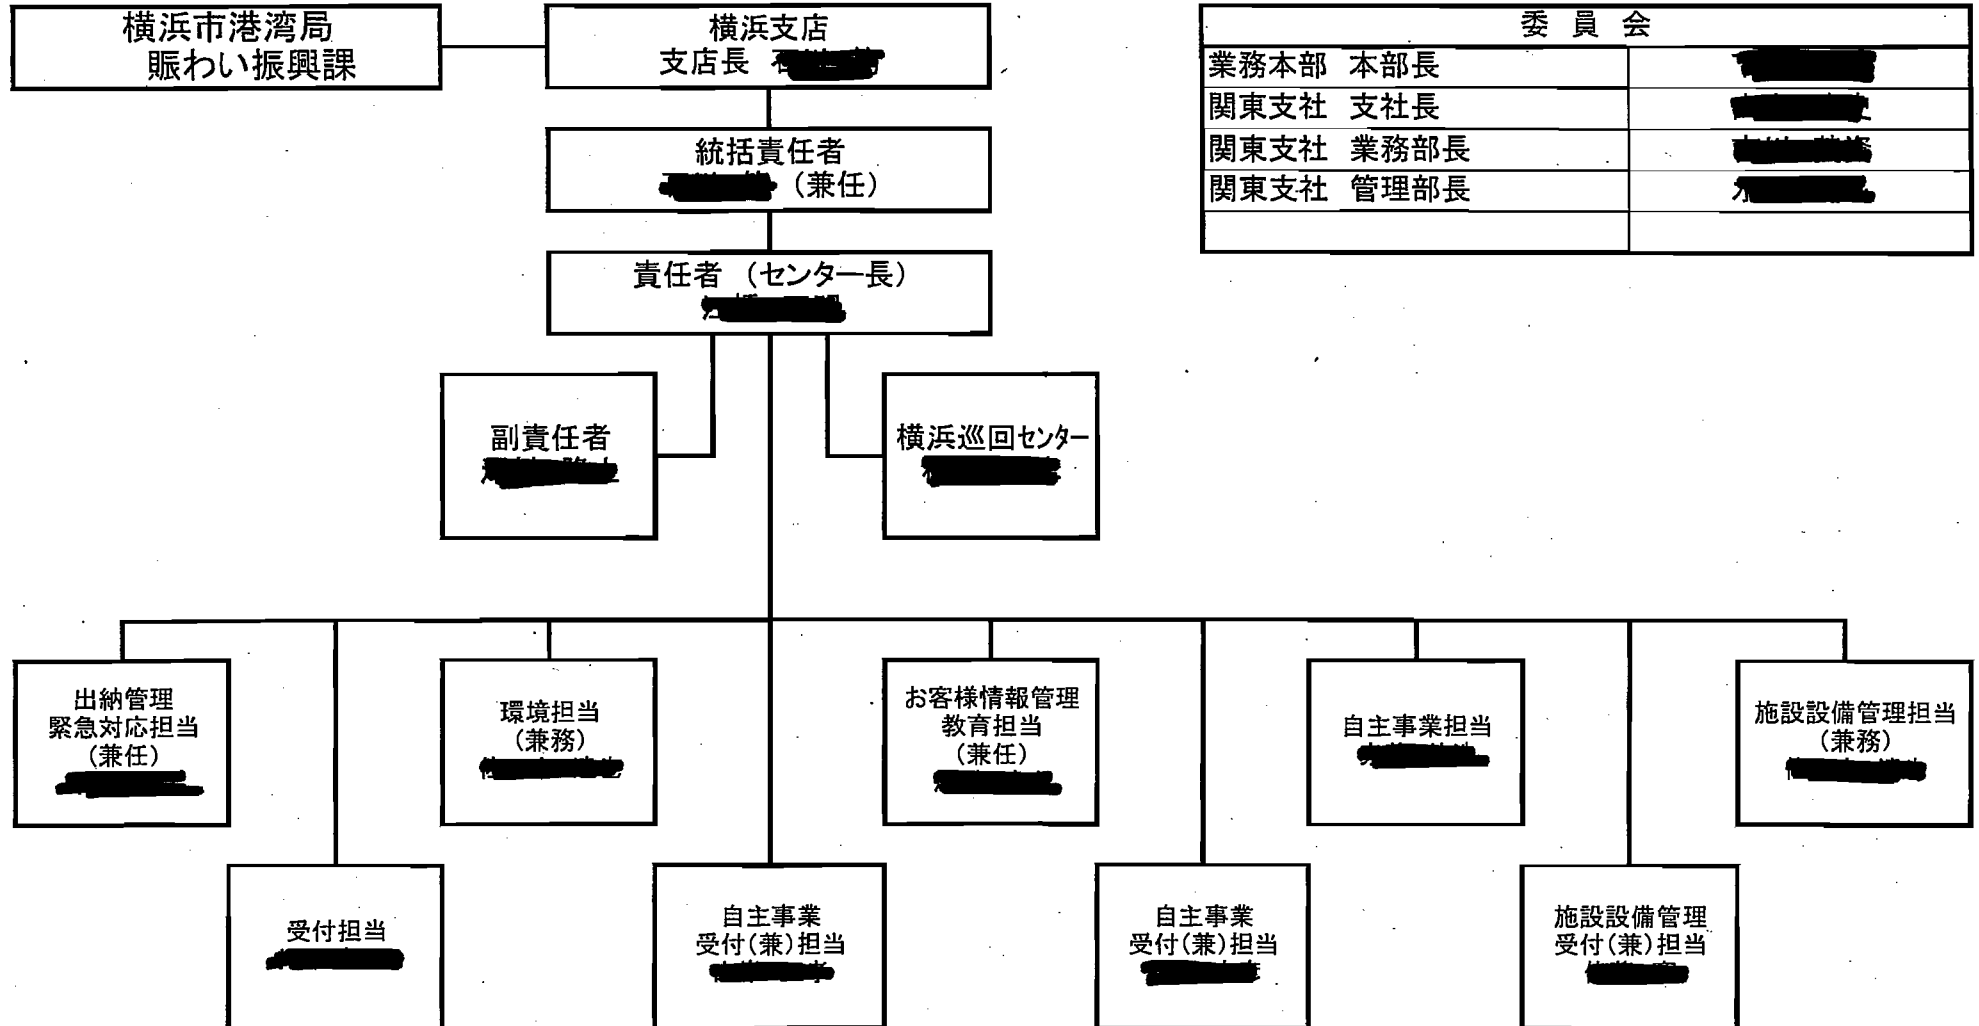 横浜市港湾局
賑わい振興課
横浜支店
支店長
統括責任者
（兼任）
責任者 （センター長）
副責任者
横浜巡回センター
委 員 会
業務本部 本部長
関東支社 支社長
関東支社 業務部長
関東支社 管理部長
出納管理
緊急対応担当
(兼任)
環境担当
(兼務)
お客様情報管理
教育担当
(兼任)
自主事業担当
施設設備管理担当
(兼務)
受付担当
自主事業
受付(兼)担当
自主事業
受付(兼)担当
施設設備管理
受付(兼)担当